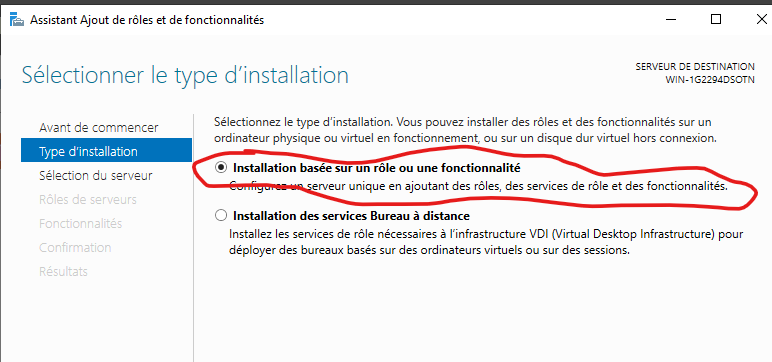 Assistant Ajout de rôles et de fonctionnalités
Sélectionner le type d'installation
SERVEUR DE DESTINATION
WIN-1G2294DSOTN
Avant de commencer
Type d'installation
Sélection du serveur
Rôles de serveurs
Fonctionnalités
Confirmation
Résultats
Sélectionnez le type d'installation. Vous pouvez installer des rôles et des fonctionnalités sur un
ordinateur physique ou virtuel en fonctionnement, ou sur un disque dur virtuel hors connexion.
Installation basée sur un rôle ou une fonctionnalité
Configurez un serveur unique en ajoutant des rôles, des services de rôle et des fonctionnalités.
Installation des services Bureau à distance
Installez les services de rôle nécessaires à l'infrastructure VDI (Virtual Desktop Infrastructure) pour
déployer des bureaux basés sur des ordinateurs virtuels ou sur des sessions.